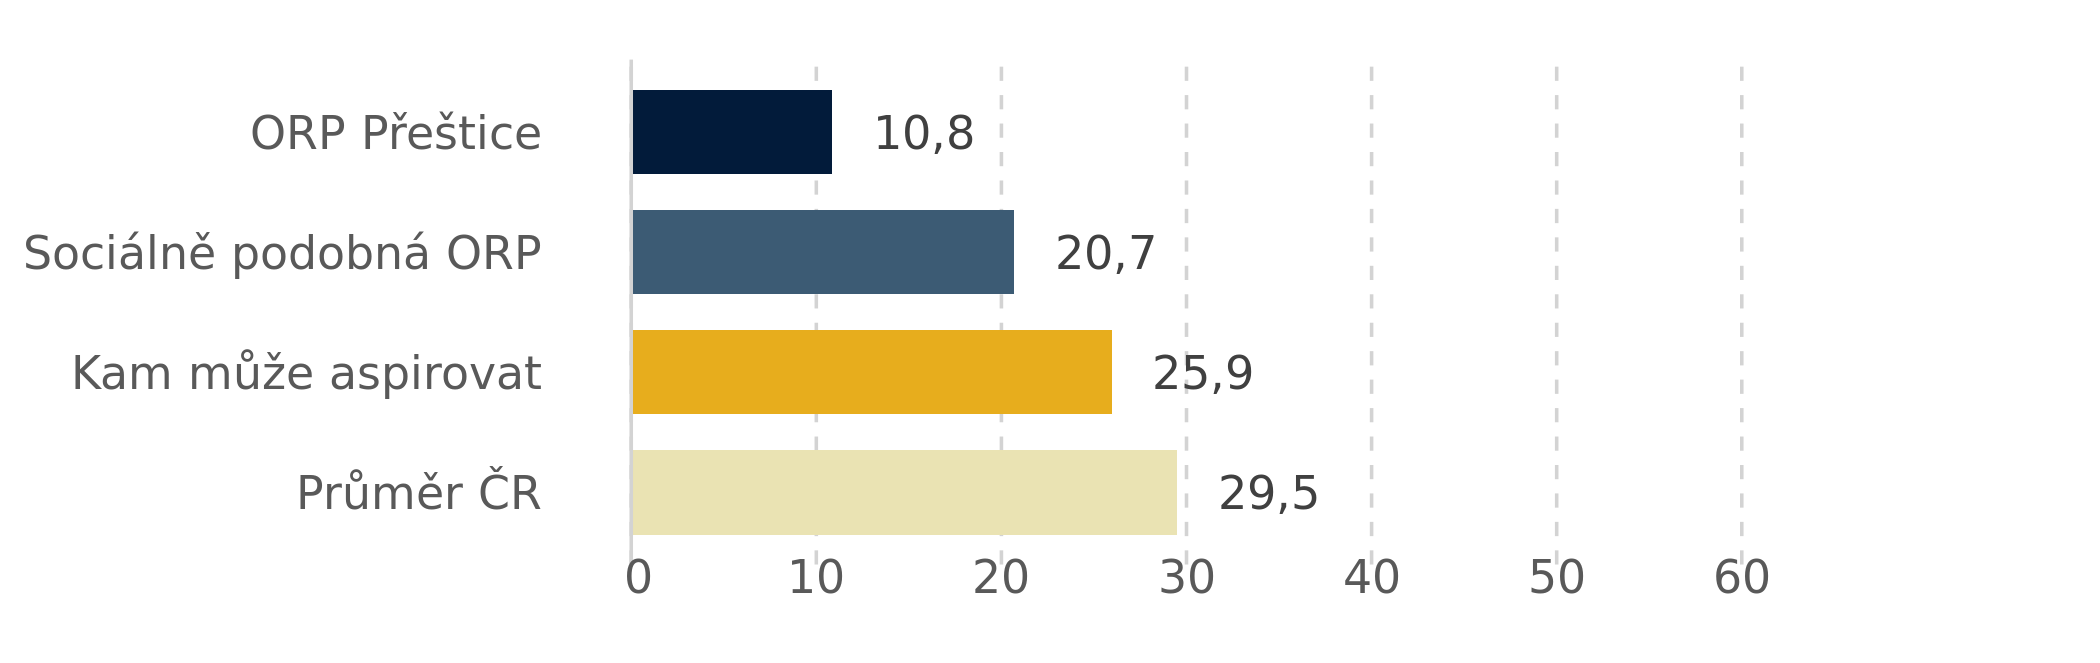 ORP Přeštice 10,8
Sociálně podobná ORP 20,7
Kam může aspirovat 25,9
Průměr ČR 29,5
0 10 20 30 40 50 60